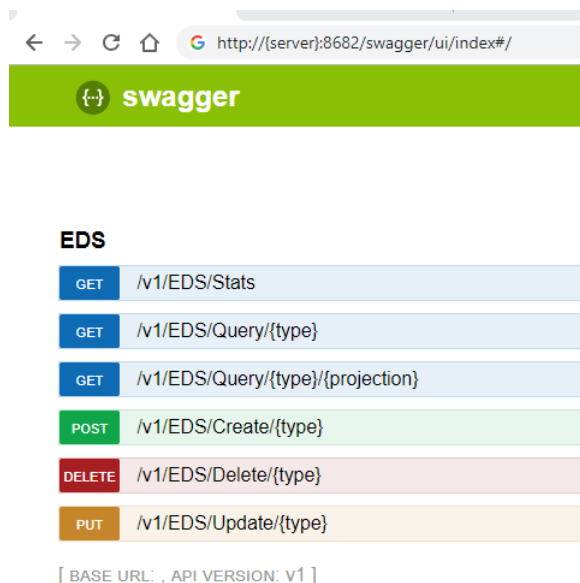 http://{server}:8682/swagger/ui/index#/
{··} swagger
EDS
GET /v1/EDS/Stats
GET /v1/EDS/Query/{type}
GET /v1/EDS/Query/{type}/{projection}
POST /v1/EDS/Create/{type}
DELETE /v1/EDS/Delete/{type}
PUT /v1/EDS/Update/{type}
[ BASE URL: , API VERSION: V1 ]